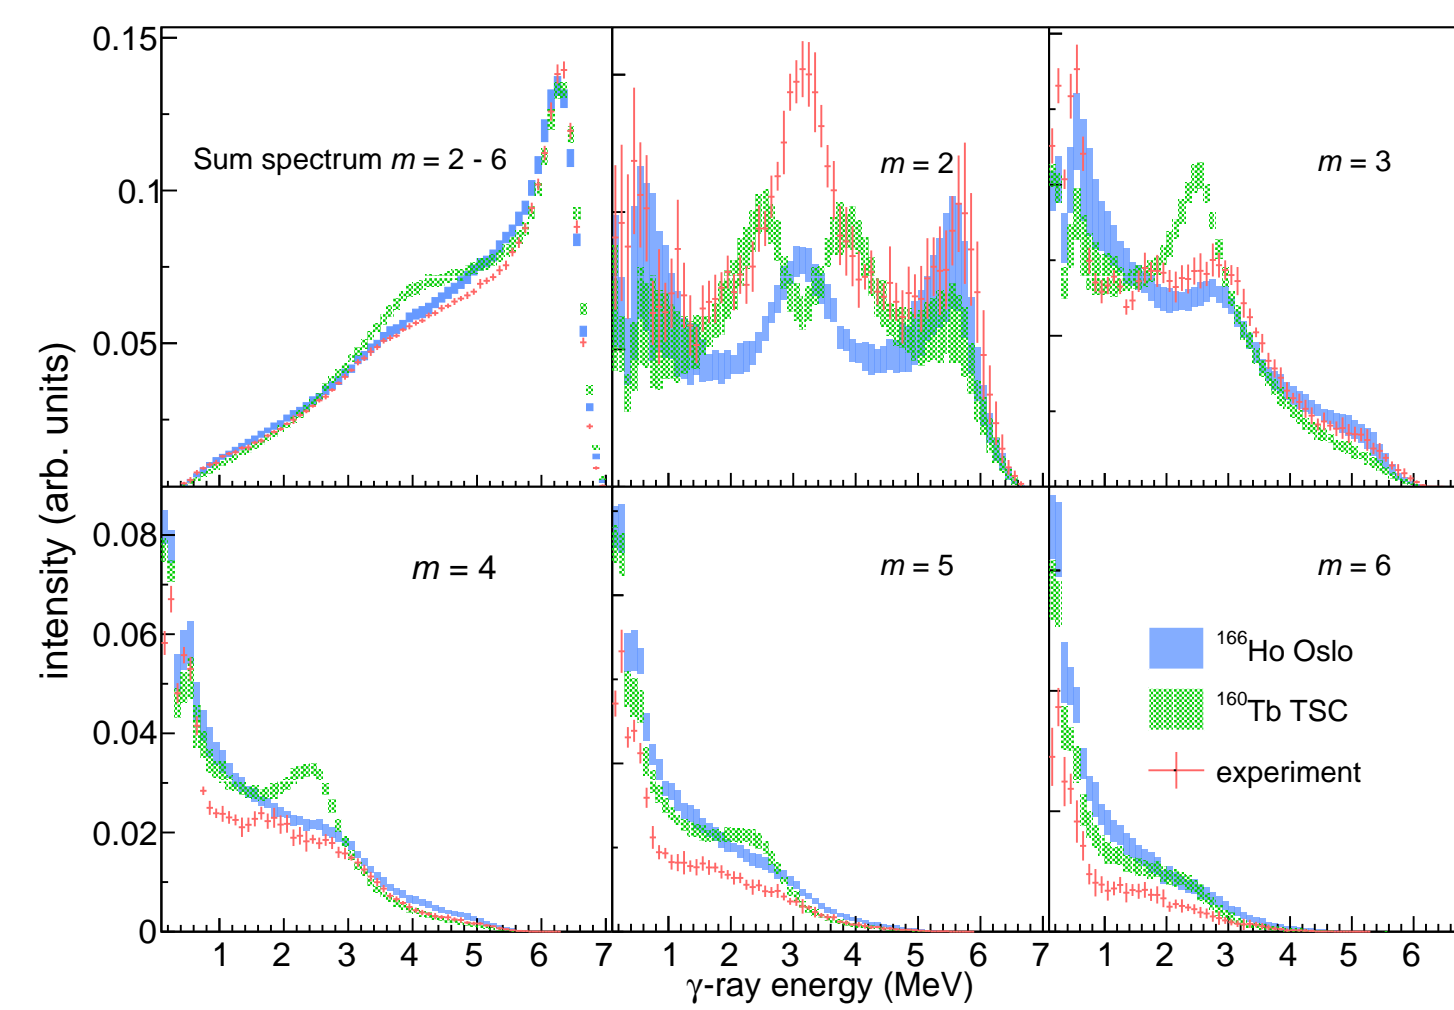 0.15
0.1
0.05
Sum spectrum m = 2 - 6
m = 2
m = 3
intensity (arb. units)
0.08
0.06
0.04
0.02
0
m = 4
m = 5
m = 6
¹⁶⁶Ho Oslo
¹⁶⁰Tb TSC
experiment
1 2 3 4 5 6 7 1 2 3 4 5 6 7 1 2 3 4 5 6
γ-ray energy (MeV)